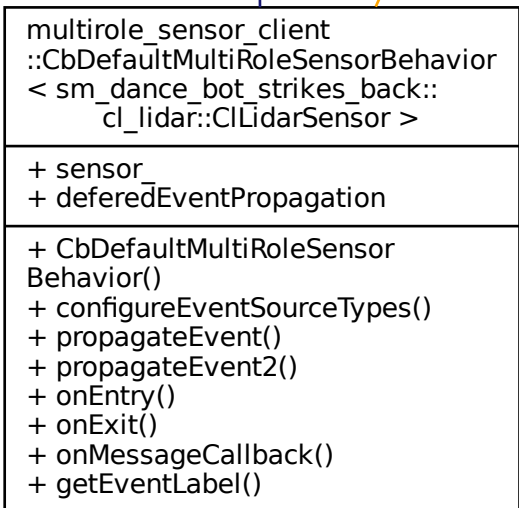 multirole_sensor_client
::CbDefaultMultiRoleSensorBehavior
< sm_dance_bot_strikes_back::
cl_lidar::ClLidarSensor >
+ sensor_
+ deferedEventPropagation
+ CbDefaultMultiRoleSensor
Behavior()
+ configureEventSourceTypes()
+ propagateEvent()
+ propagateEvent2()
+ onEntry()
+ onExit()
+ onMessageCallback()
+ getEventLabel()